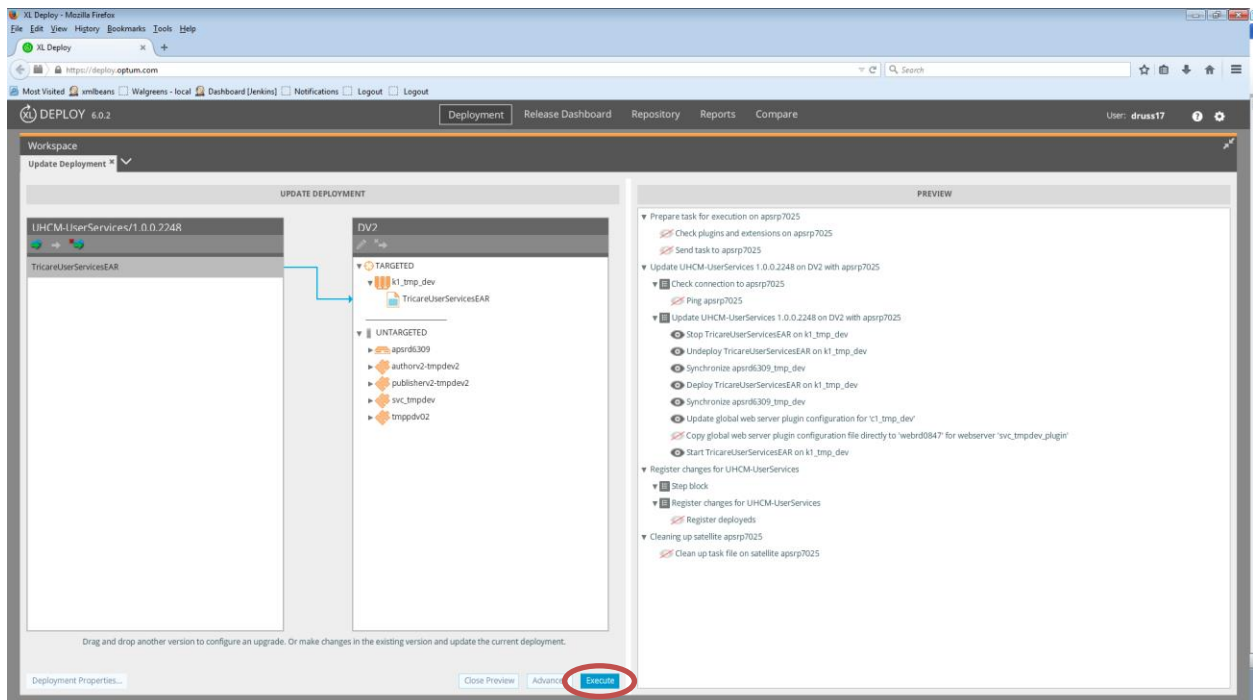 XL Deploy - Mozilla Firefox
File Edit View History Bookmarks Tools Help
XL Deploy × +
https://deploy.optum.com
Search
Most Visited xmlbeans Walgreens - local Dashboard [Jenkins] Notifications Logout Logout
XL DEPLOY 6.0.2 Deployment Release Dashboard Repository Reports Compare User: druss17
Workspace
Update Deployment
UPDATE DEPLOYMENT
UHCM-UserServices/1.0.0.2248
TricareUserServicesEAR
DV2
TARGETED
k1_tmp_dev
TricareUserServicesEAR
UNTARGETED
apsrd6309
authorv2-tmpdev2
publisherv2-tmpdev2
svc_tmpdev
tmppdv02
Drag and drop another version to configure an upgrade. Or make changes in the existing version and update the current deployment.
Deployment Properties... Close Preview Advance Execute
PREVIEW
Prepare task for execution on apsrp7025
Check plugins and extensions on apsrp7025
Send task to apsrp7025
Update UHCM-UserServices 1.0.0.2248 on DV2 with apsrp7025
Check connection to apsrp7025
Ping apsrp7025
Update UHCM-UserServices 1.0.0.2248 on DV2 with apsrp7025
Stop TricareUserServicesEAR on k1_tmp_dev
Undeploy TricareUserServicesEAR on k1_tmp_dev
Synchronize apsrd6309_tmp_dev
Deploy TricareUserServicesEAR on k1_tmp_dev
Synchronize apsrd6309_tmp_dev
Update global web server plugin configuration for 'c1_tmp_dev'
Copy global web server plugin configuration file directly to 'webrd0847' for webserver 'svc_tmpdev_plugin'
Start TricareUserServicesEAR on k1_tmp_dev
Register changes for UHCM-UserServices
Step block
Register changes for UHCM-UserServices
Register deployeds
Cleaning up satellite apsrp7025
Clean up task file on satellite apsrp7025